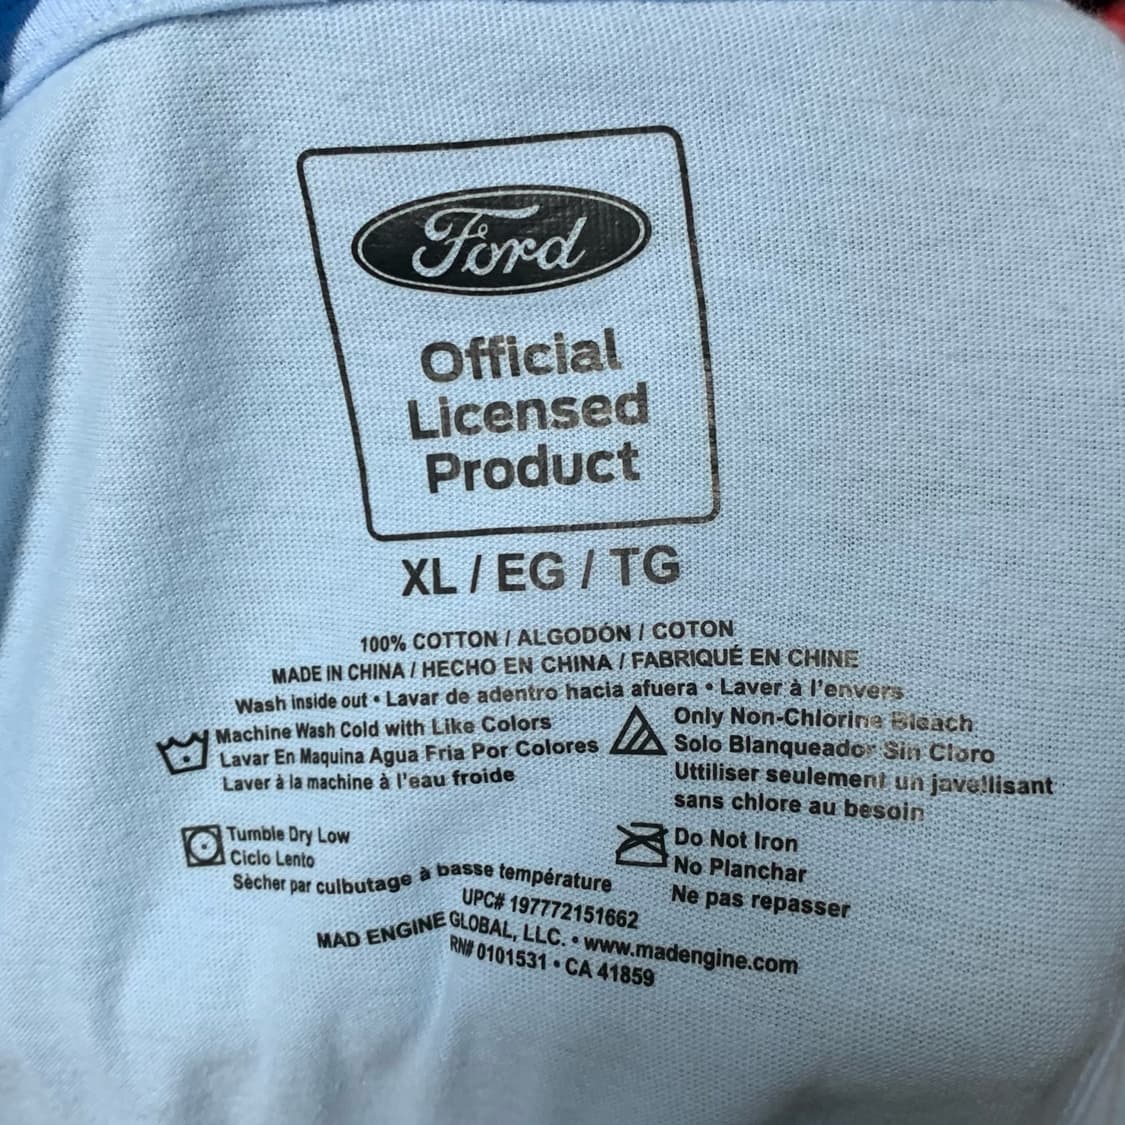 Ford
Official
Licensed
Product
XL / EG / TG
100% COTTON / ALGODÓN / COTON
MADE IN CHINA / HECHO EN CHINA / FABRIQUÉ EN CHINE
Wash inside out • Lavar de adentro hacia afuera • Laver à l'envers
Machine Wash Cold with Like Colors
Lavar En Maquina Agua Fria Por Colores
Laver à la machine à l'eau froide
Only Non-Chlorine Bleach
Solo Blanqueador Sin Cloro
Uttiliser seulement un javellisant
sans chlore au besoin
Tumble Dry Low
Ciclo Lento
Sècher par culbutage à basse température
Do Not Iron
No Planchar
Ne pas repasser
UPC# 197772151662
MAD ENGINE GLOBAL, LLC. • www.madengine.com
RN# 0101531 • CA 41859